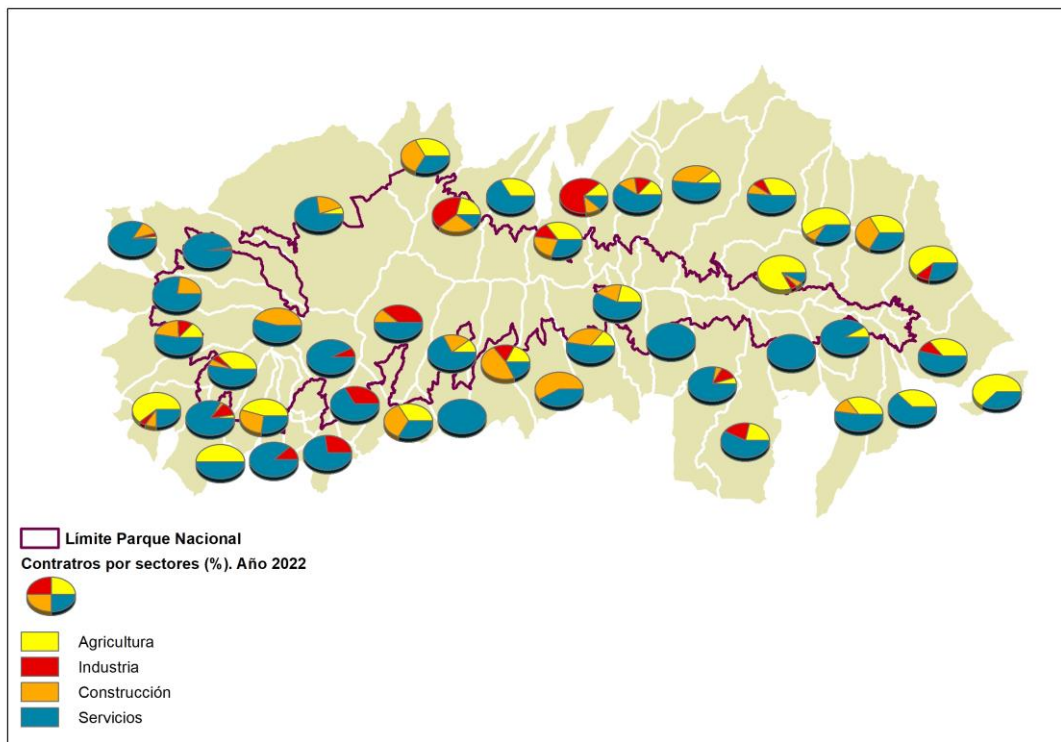 Límite Parque Nacional
Contratros por sectores (%). Año 2022
Agricultura
Industria
Construcción
Servicios